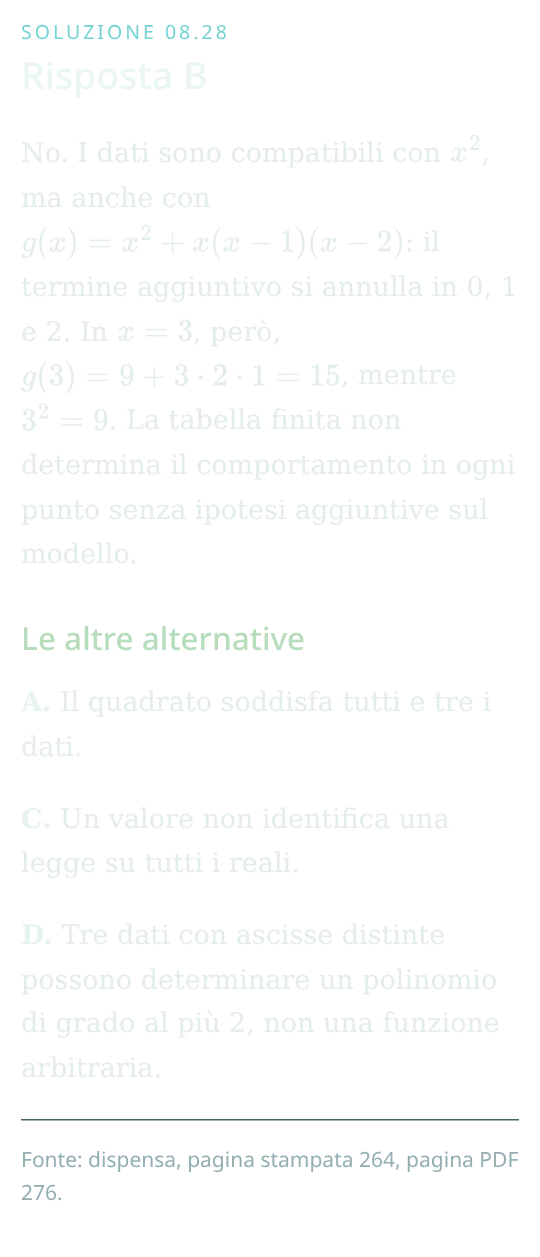 SOLUZIONE 08.28
Risposta B
No. I dati sono compatibili con x²,
ma anche con
g(x) = x² + x(x − 1)(x − 2): il
termine aggiuntivo si annulla in 0, 1
e 2. In x = 3, però,
g(3) = 9 + 3 · 2 · 1 = 15, mentre
3² = 9. La tabella finita non
determina il comportamento in ogni
punto senza ipotesi aggiuntive sul
modello.
Le altre alternative
A. Il quadrato soddisfa tutti e tre i
dati.
C. Un valore non identifica una
legge su tutti i reali.
D. Tre dati con ascisse distinte
possono determinare un polinomio
di grado al più 2, non una funzione
arbitraria.
Fonte: dispensa, pagina stampata 264, pagina PDF
276.